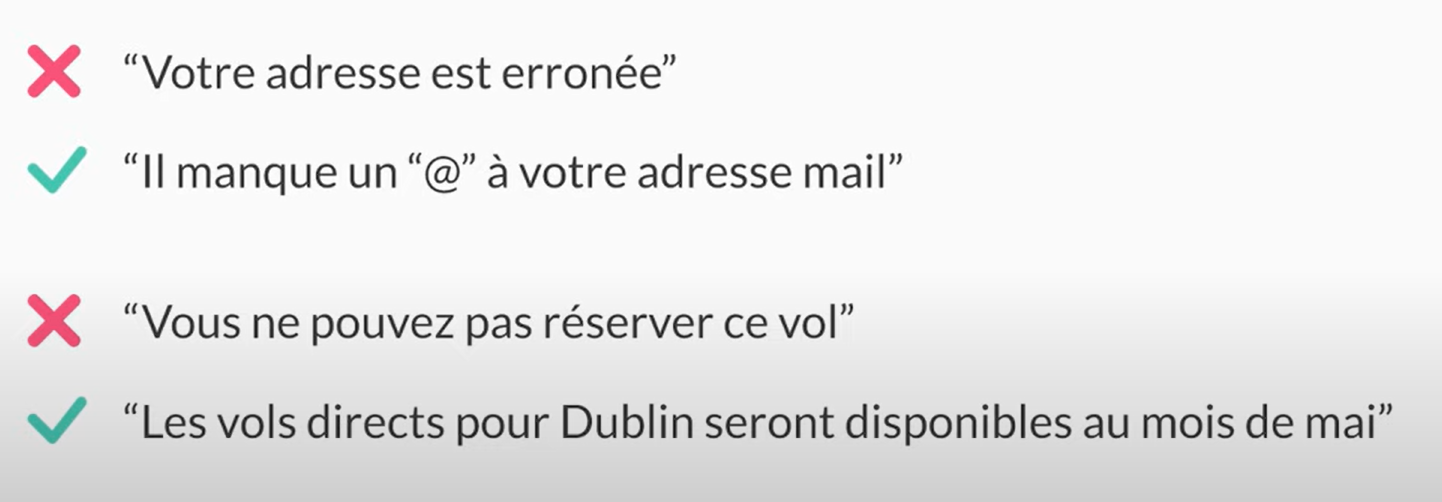 “Votre adresse est erronée”
“Il manque un “@” à votre adresse mail”
“Vous ne pouvez pas réserver ce vol”
“Les vols directs pour Dublin seront disponibles au mois de mai”